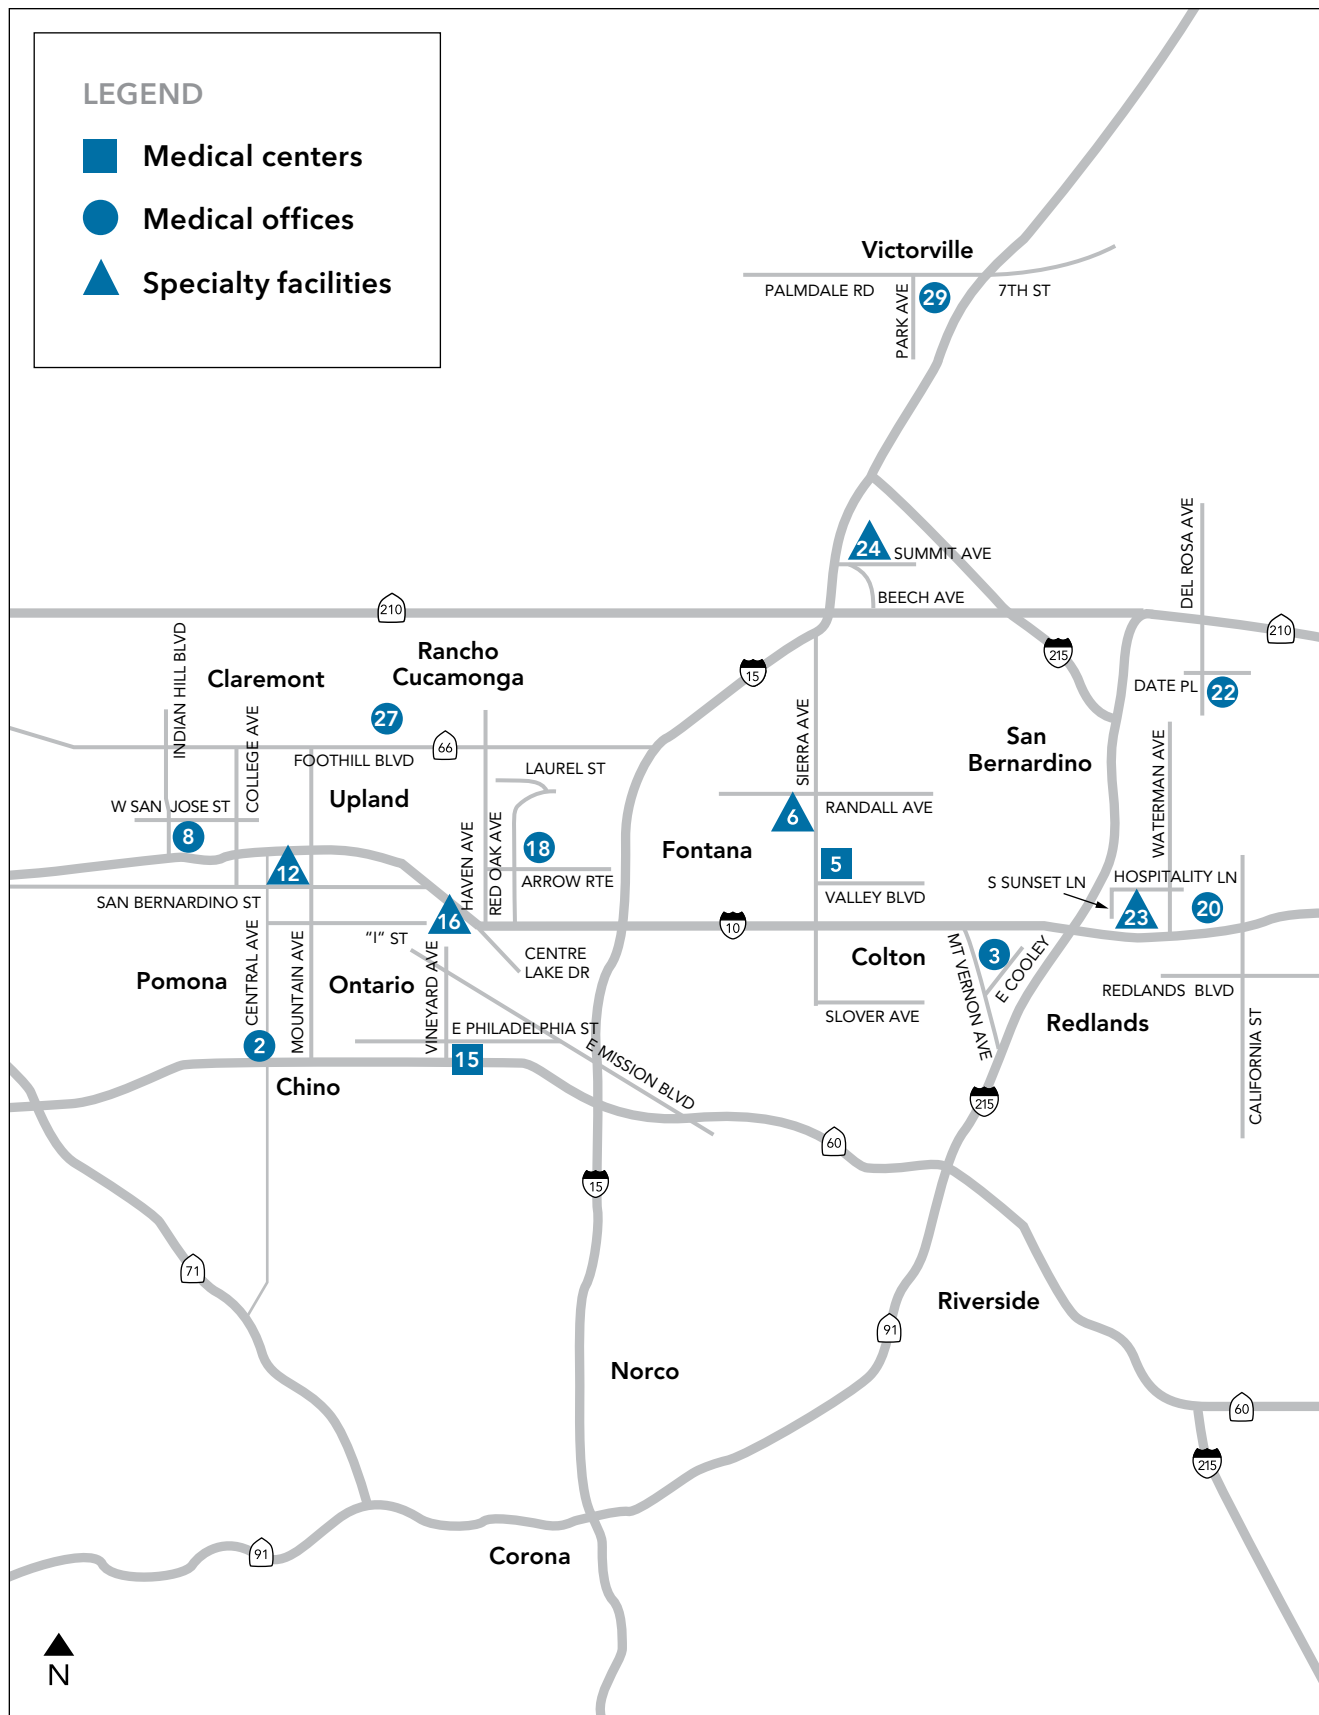 LEGEND
Medical centers
Medical offices
Specialty facilities
Victorville
PALMDALE RD
PARK AVE
29
7TH ST
24
SUMMIT AVE
BEECH AVE
DEL ROSA AVE
210
210
215
15
INDIAN HILL BLVD
Claremont
Rancho
Cucamonga
27
COLLEGE AVE
66
FOOTHILL BLVD
DATE PL
22
SIERRA AVE
San
Bernardino
WATERMAN AVE
LAUREL ST
Upland
W SAN JOSE ST
8
RANDALL AVE
6
18
HAVEN AVE
RED OAK AVE
Fontana
5
12
ARROW RTE
VALLEY BLVD
S SUNSET LN
HOSPITALITY LN
SAN BERNARDINO ST
16
23
20
10
"I" ST
CENTRE
LAKE DR
Colton
MT VERNON AVE
3
E COOLEY
Pomona
CENTRAL AVE
MOUNTAIN AVE
Ontario
VINEYARD AVE
REDLANDS BLVD
SLOVER AVE
Redlands
E PHILADELPHIA ST
2
15
E MISSION BLVD
CALIFORNIA ST
Chino
215
60
15
71
Riverside
91
Norco
60
215
91
Corona
N